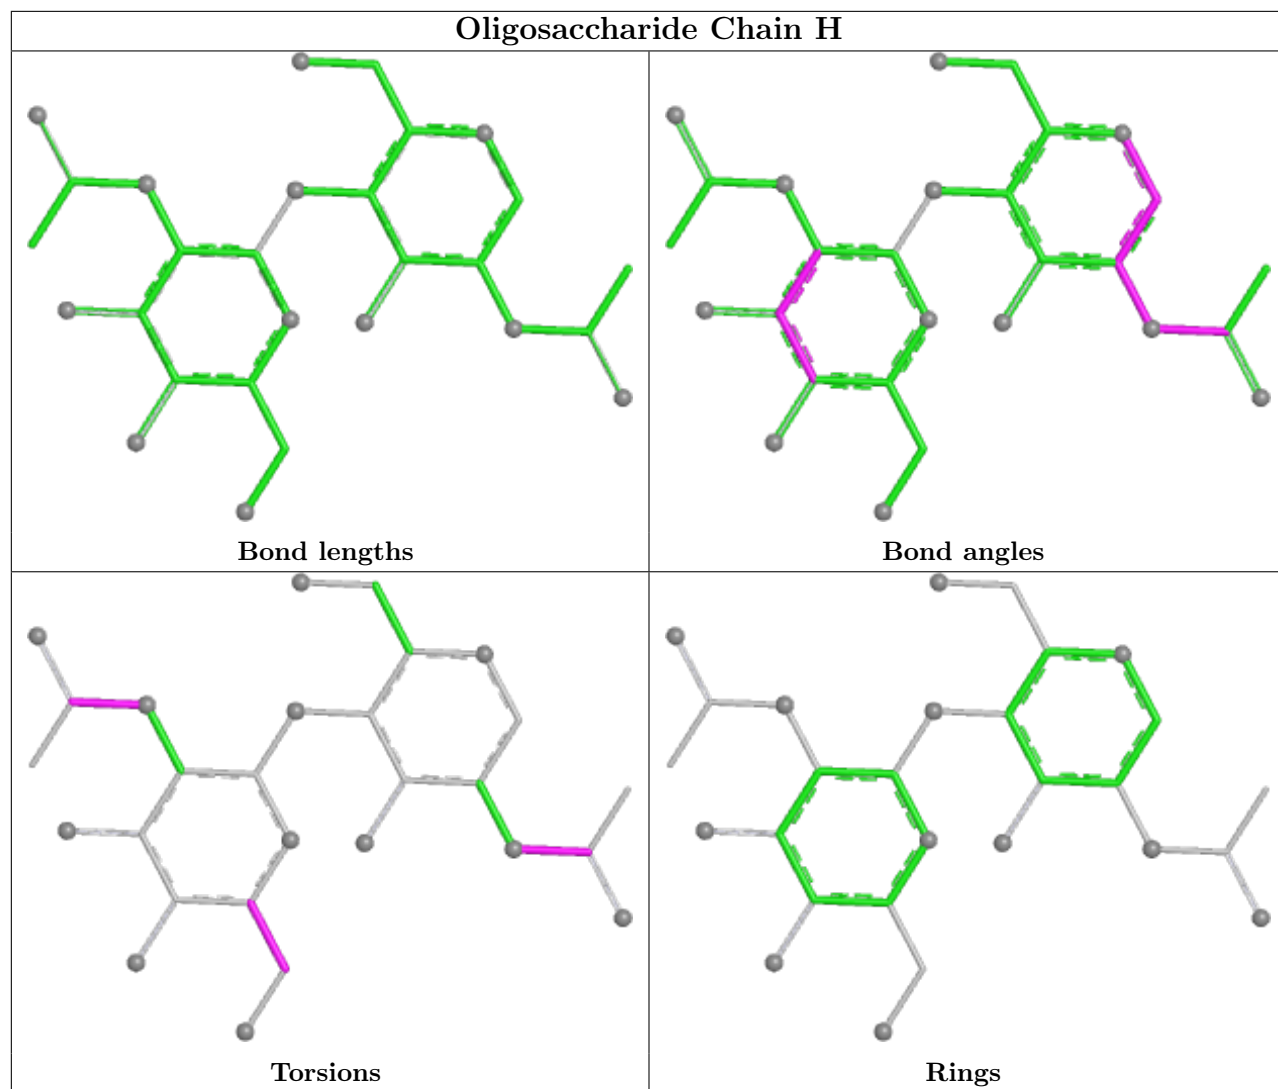 Oligosaccharide Chain H
Bond lengths
Bond angles
Torsions
Rings